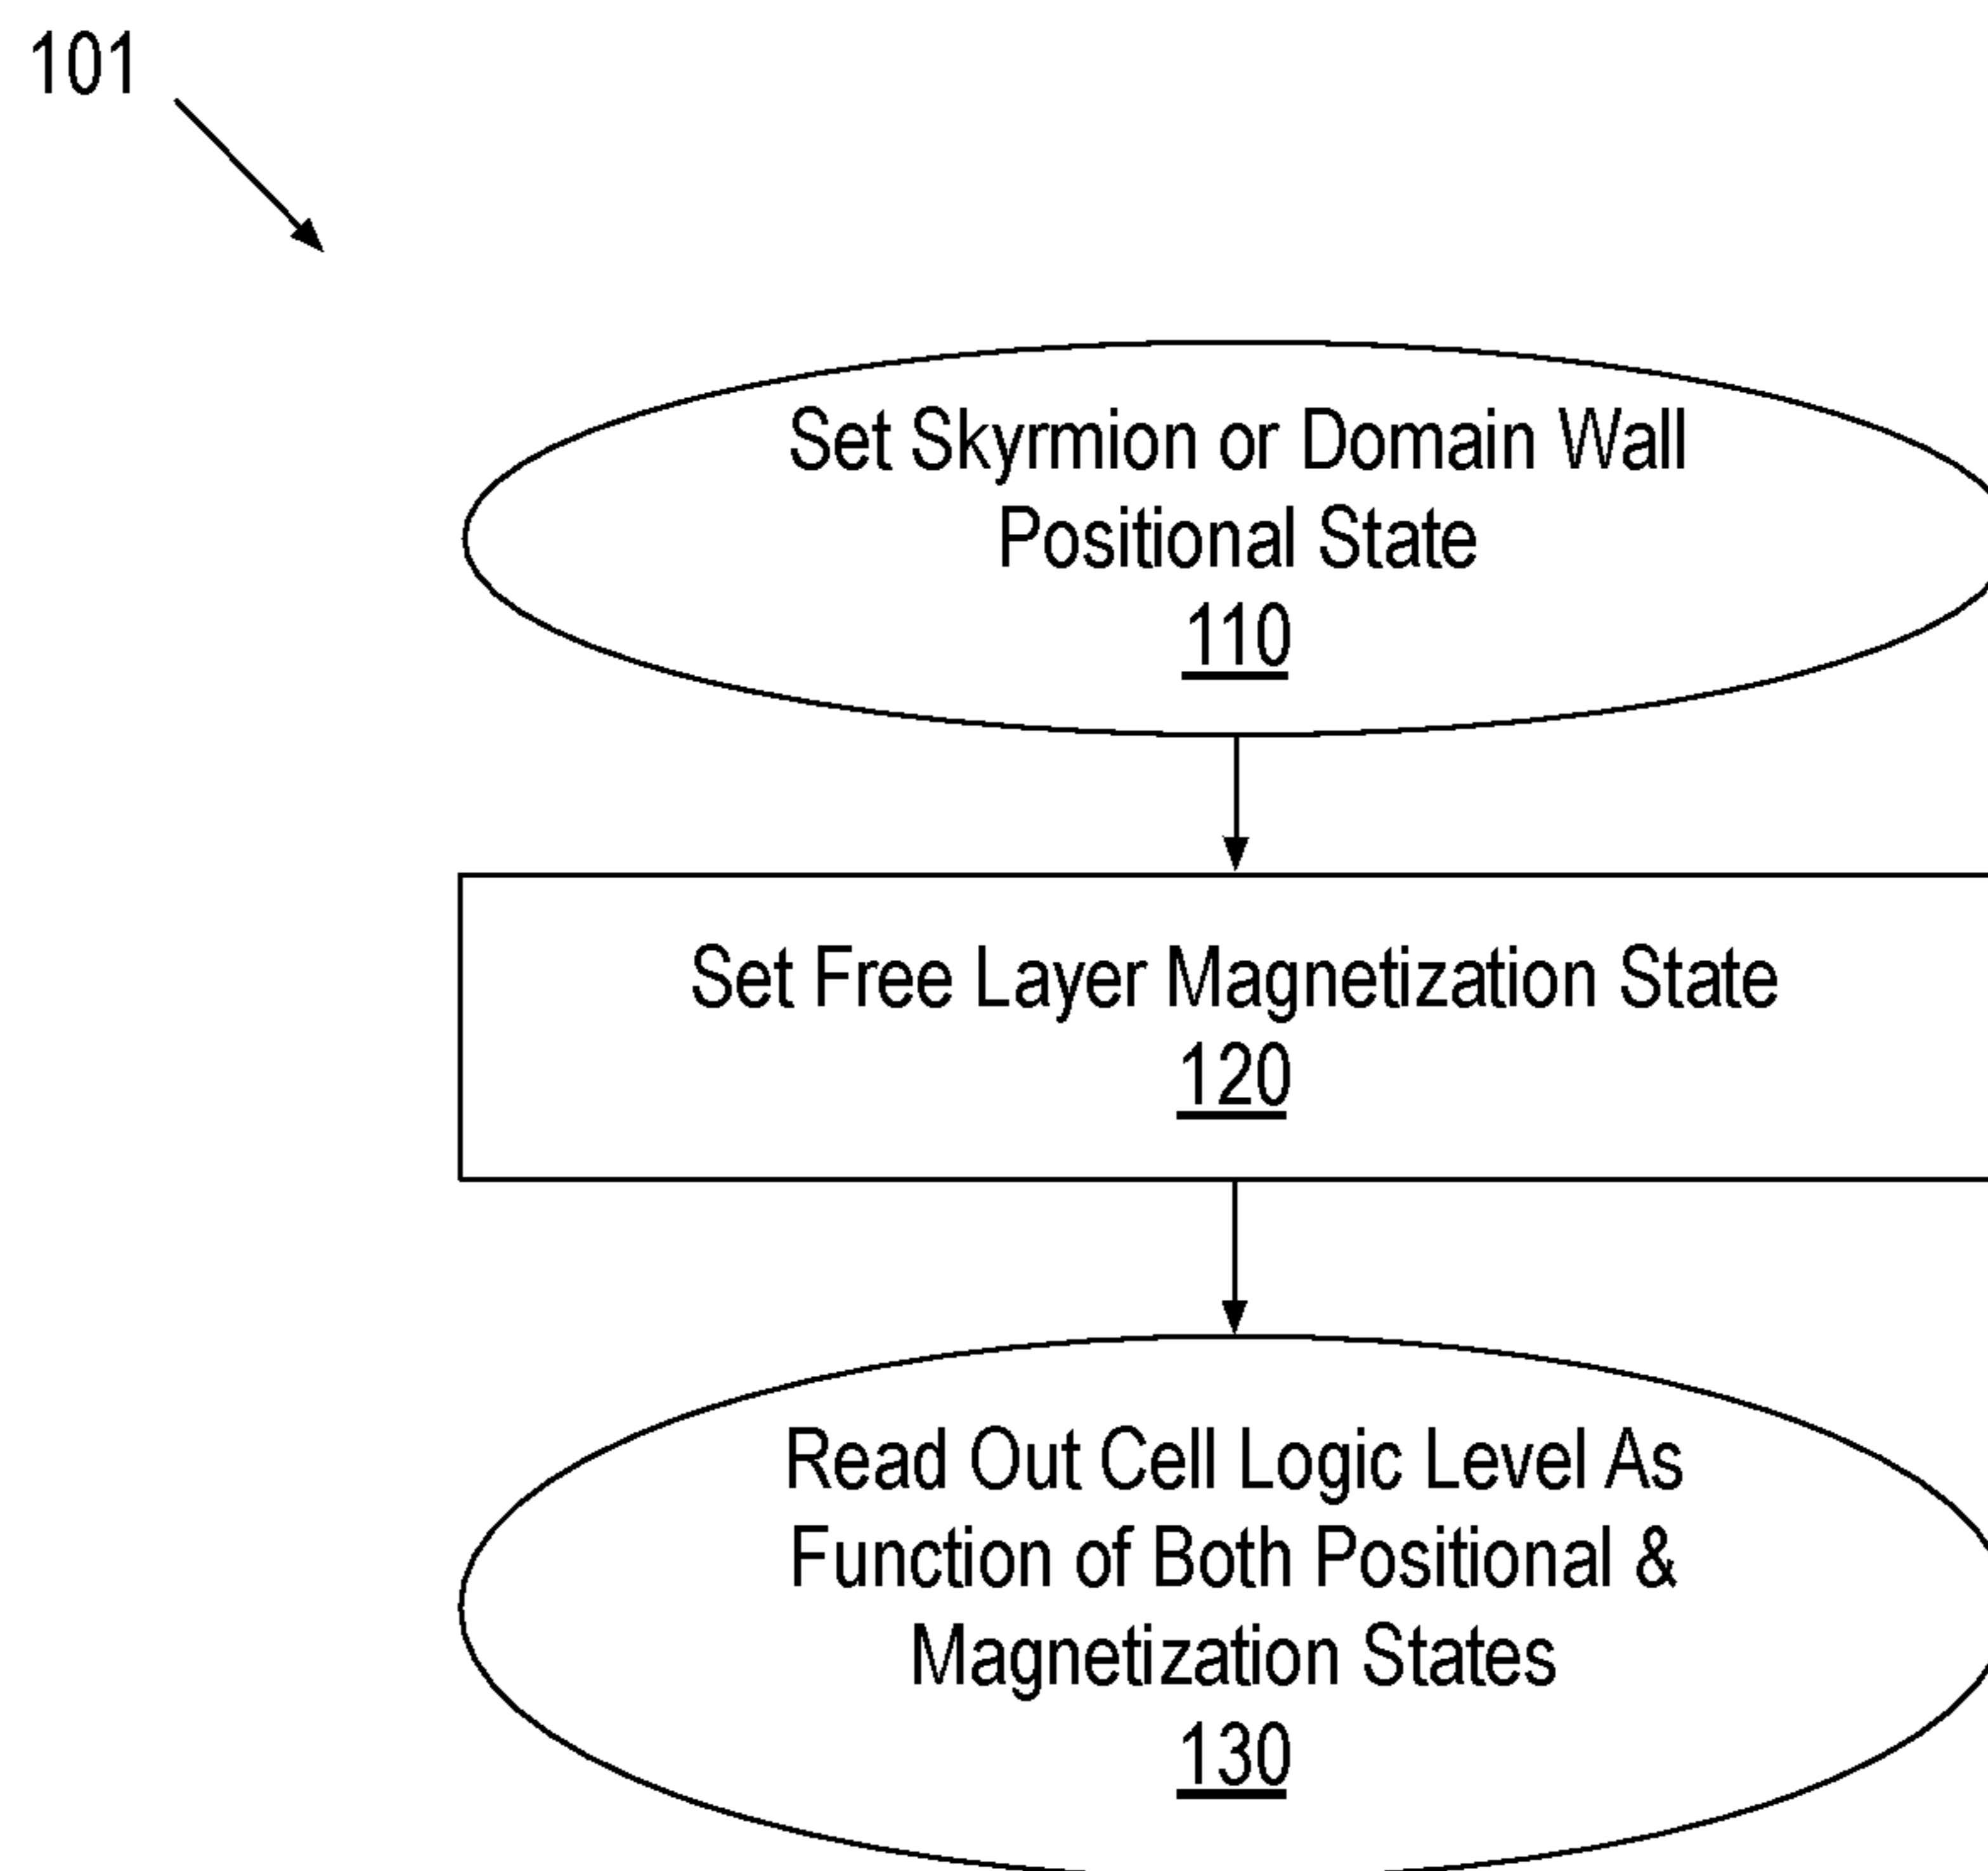 101
Set Skyrmion or Domain Wall
Positional State
110
Set Free Layer Magnetization State
120
Read Out Cell Logic Level As
Function of Both Positional &
Magnetization States
130